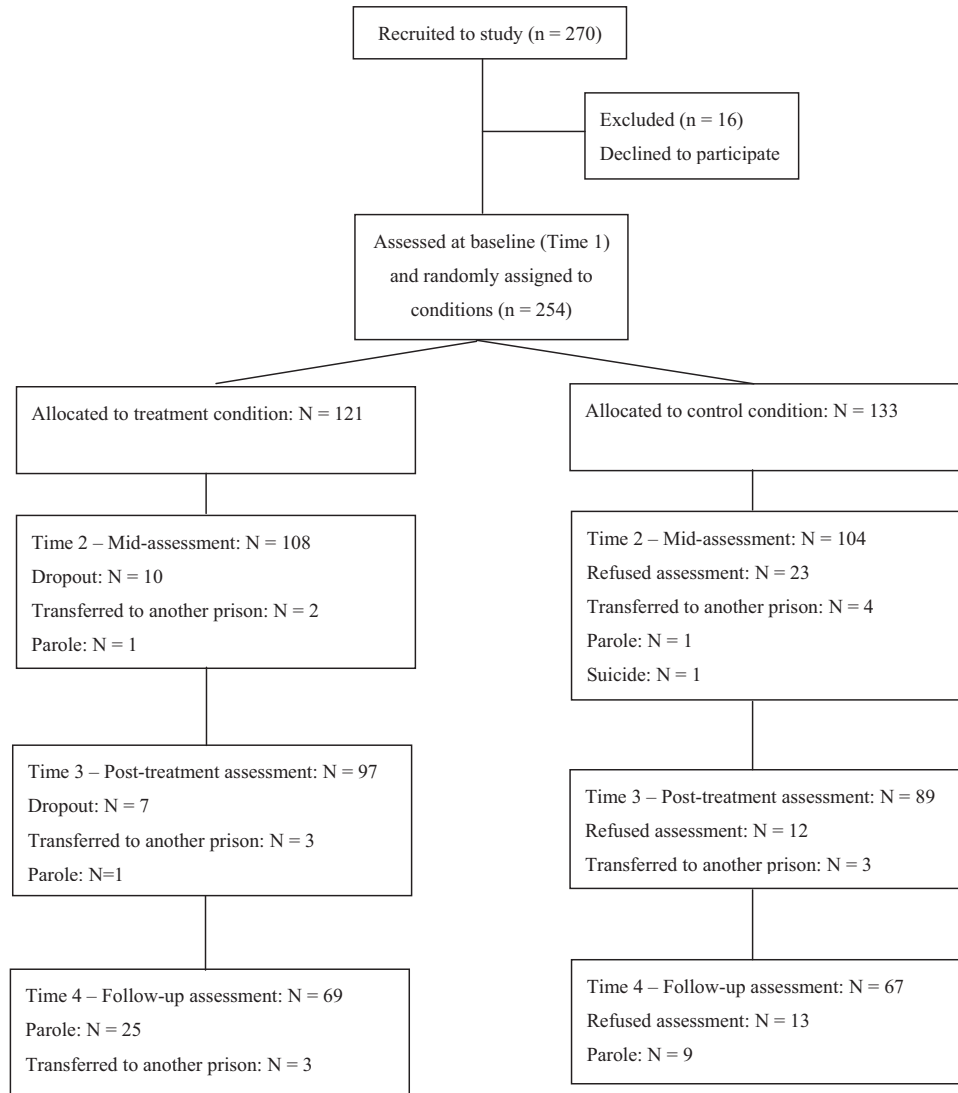 Recruited to study (n = 270)
Excluded (n = 16)
Declined to participate
Assessed at baseline (Time 1)
and randomly assigned to
conditions (n = 254)
Allocated to treatment condition: N = 121
Allocated to control condition: N = 133
Time 2 – Mid-assessment: N = 108
Dropout: N = 10
Transferred to another prison: N = 2
Parole: N = 1
Time 2 – Mid-assessment: N = 104
Refused assessment: N = 23
Transferred to another prison: N = 4
Parole: N = 1
Suicide: N = 1
Time 3 – Post-treatment assessment: N = 97
Dropout: N = 7
Transferred to another prison: N = 3
Parole: N=1
Time 3 – Post-treatment assessment: N = 89
Refused assessment: N = 12
Transferred to another prison: N = 3
Time 4 – Follow-up assessment: N = 69
Parole: N = 25
Transferred to another prison: N = 3
Time 4 – Follow-up assessment: N = 67
Refused assessment: N = 13
Parole: N = 9